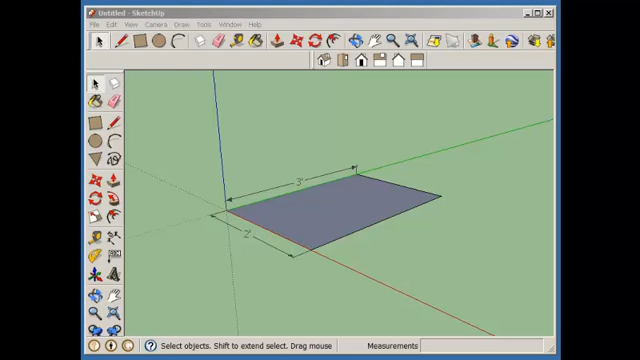 Untitled - SketchUp
File Edit View Camera Draw Tools Window Help
3'
2'
Select objects. Shift to extend select. Drag mouse
Measurements